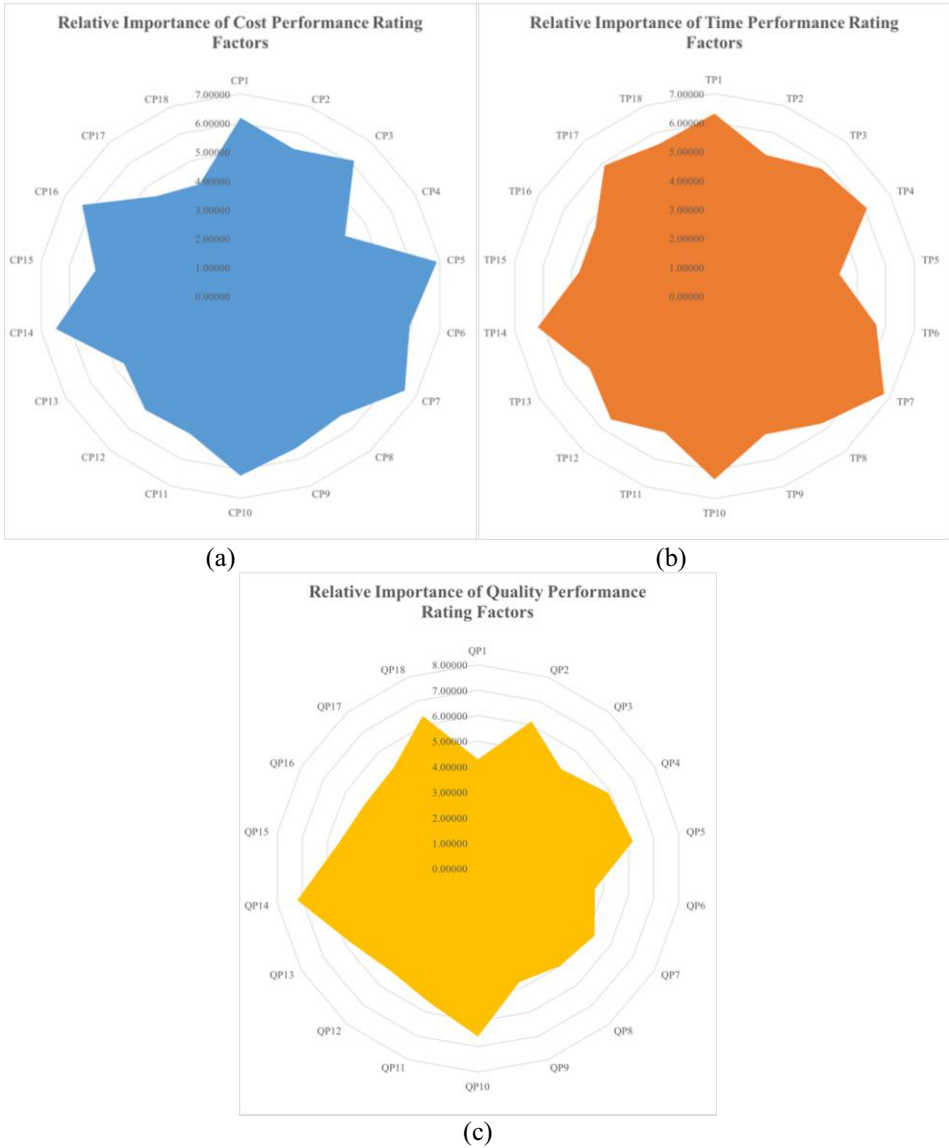 Relative Importance of Cost Performance Rating
Factors
CP1
CP2
CP3
CP4
CP5
CP6
CP7
CP8
CP9
CP10
CP11
CP12
CP13
CP14
CP15
CP16
CP17
CP18
7.00000
6.00000
5.00000
4.00000
3.00000
2.00000
1.00000
0.00000
(a)
Relative Importance of Time Performance Rating
Factors
TP1
TP2
TP3
TP4
TP5
TP6
TP7
TP8
TP9
TP10
TP11
TP12
TP13
TP14
TP15
TP16
TP17
TP18
7.00000
6.00000
5.00000
4.00000
3.00000
2.00000
1.00000
0.00000
(b)
Relative Importance of Quality Performance
Rating Factors
QP1
QP2
QP3
QP4
QP5
QP6
QP7
QP8
QP9
QP10
QP11
QP12
QP13
QP14
QP15
QP16
QP17
QP18
8.00000
7.00000
6.00000
5.00000
4.00000
3.00000
2.00000
1.00000
0.00000
(c)